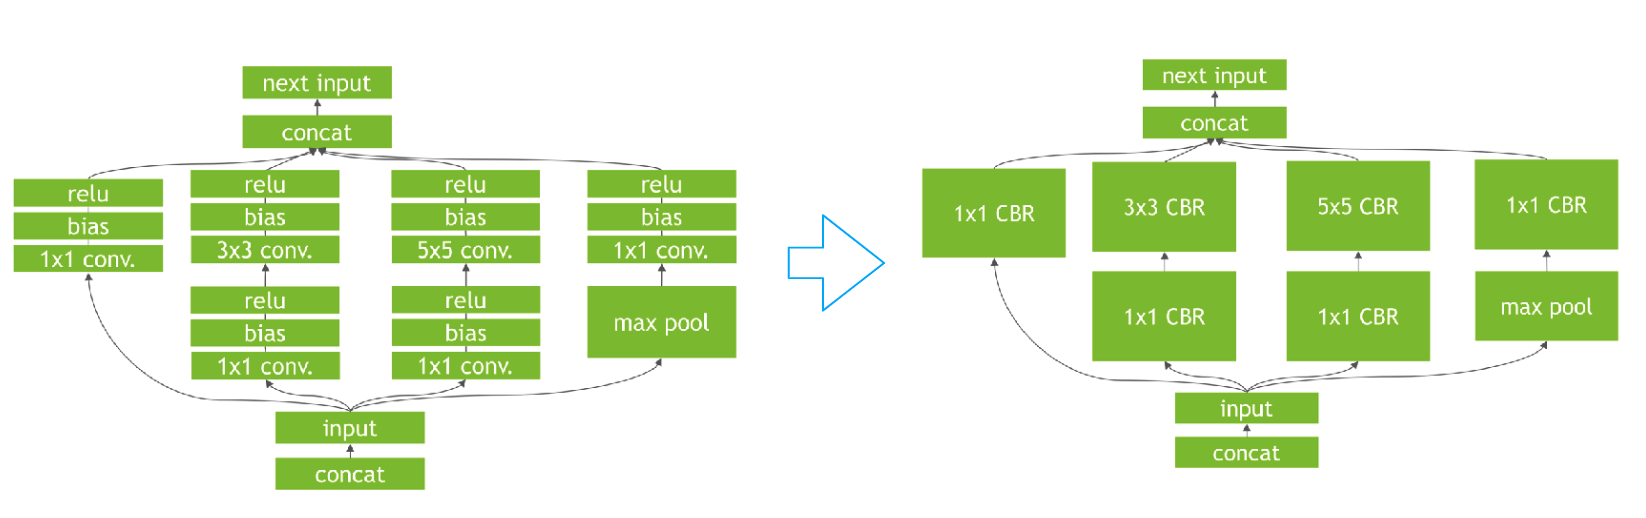 next input
concat
relu
bias
1x1 conv.
relu
bias
3x3 conv.
relu
bias
1x1 conv.
relu
bias
5x5 conv.
relu
bias
1x1 conv.
relu
bias
1x1 conv.
max pool
input
concat
next input
concat
1x1 CBR
3x3 CBR
1x1 CBR
5x5 CBR
1x1 CBR
1x1 CBR
max pool
input
concat